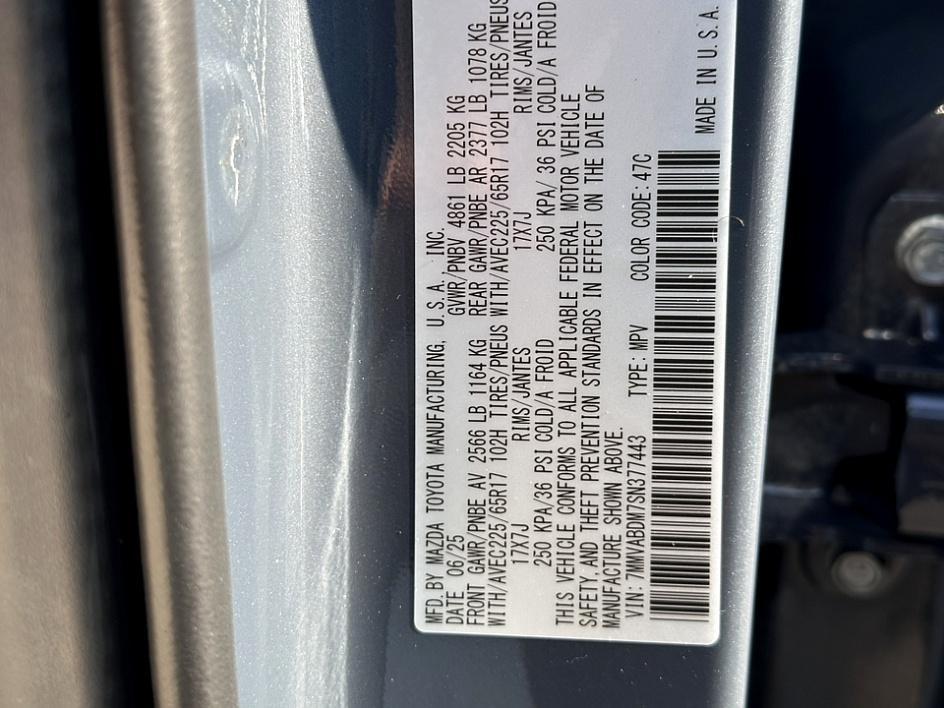 MFD. BY MAZDA TOYOTA MANUFACTURING, U.S.A., INC.
DATE 06/25 GVWR/PNBV 4861 LB 2205 KG
FRONT GAWR/PNBE AV 2566 LB 1164 KG REAR GAWR/PNBE AR 2377 LB 1078 KG
WITH/AVEC225/65R17 102H TIRES/PNEUS WITH/AVEC225/65R17 102H TIRES/PNEUS
17X7J RIMS/JANTES 17X7J RIMS/JANTES
250 KPA/36 PSI COLD/A FROID 250 KPA/ 36 PSI COLD/A FROID
THIS VEHICLE CONFORMS TO ALL APPLICABLE FEDERAL MOTOR VEHICLE
SAFETY, AND THEFT PREVENTION STANDARDS IN EFFECT ON THE DATE OF
MANUFACTURE SHOWN ABOVE.
VIN: 7MMVABDM7SN377443 TYPE: MPV COLOR CODE: 47C
MADE IN U.S.A.